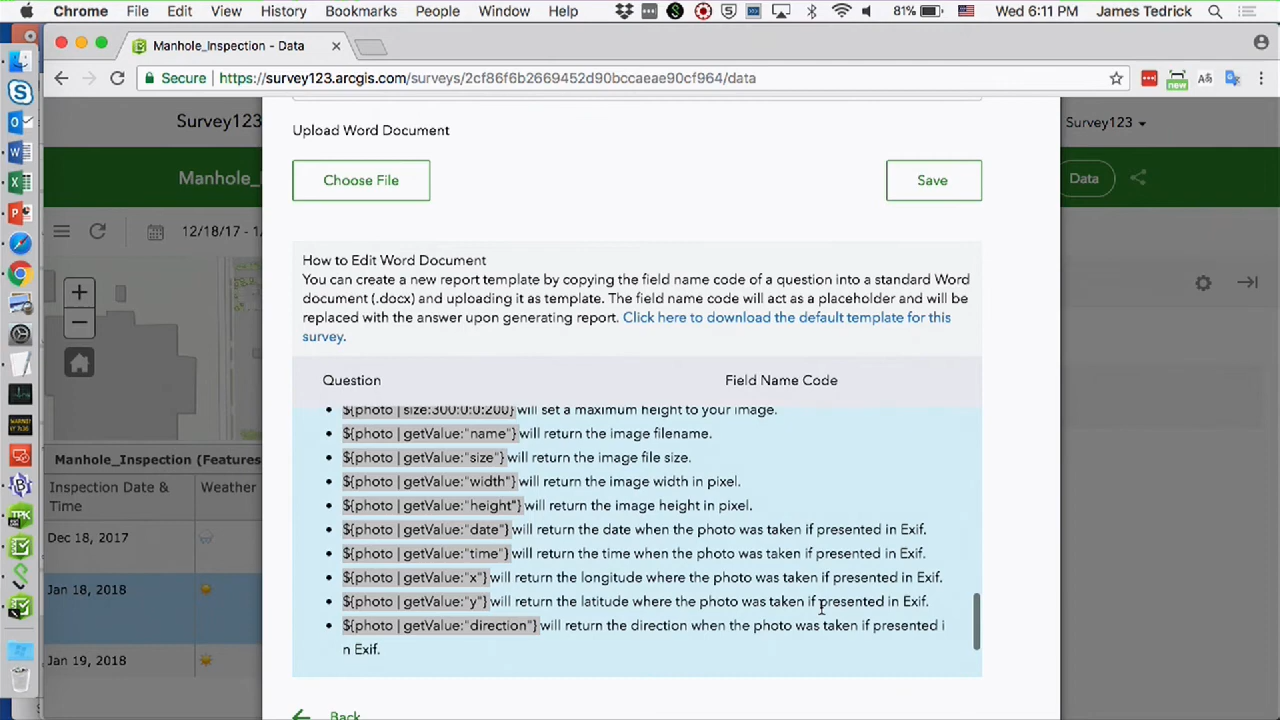 Chrome File Edit View History Bookmarks People Window Help 81% Wed 6:11 PM James Tedrick
Manhole_Inspection - Data
Secure https://survey123.arcgis.com/surveys/2cf86f6b2669452d90bccaeae90cf964/data
new
Survey123
Survey123
Upload Word Document
Manhole_I
Choose File
Save
Data
12/18/17 - 1/
How to Edit Word Document
You can create a new report template by copying the field name code of a question into a standard Word
document (.docx) and uploading it as template. The field name code will act as a placeholder and will be
replaced with the answer upon generating report. Click here to download the default template for this
survey.
+
−
Question Field Name Code
${photo | size:300:0:0:200} will set a maximum height to your image.
${photo | getValue:"name"} will return the image filename.
${photo | getValue:"size"} will return the image file size.
${photo | getValue:"width"} will return the image width in pixel.
${photo | getValue:"height"} will return the image height in pixel.
${photo | getValue:"date"} will return the date when the photo was taken if presented in Exif.
${photo | getValue:"time"} will return the time when the photo was taken if presented in Exif.
${photo | getValue:"x"} will return the longitude where the photo was taken if presented in Exif.
${photo | getValue:"y"} will return the latitude where the photo was taken if presented in Exif.
${photo | getValue:"direction"} will return the direction when the photo was taken if presented i
n Exif.
Manhole_Inspection (Features
Inspection Date &
Time
Weather
Dec 18, 2017
Jan 18, 2018
Jan 19, 2018
Back
TPK